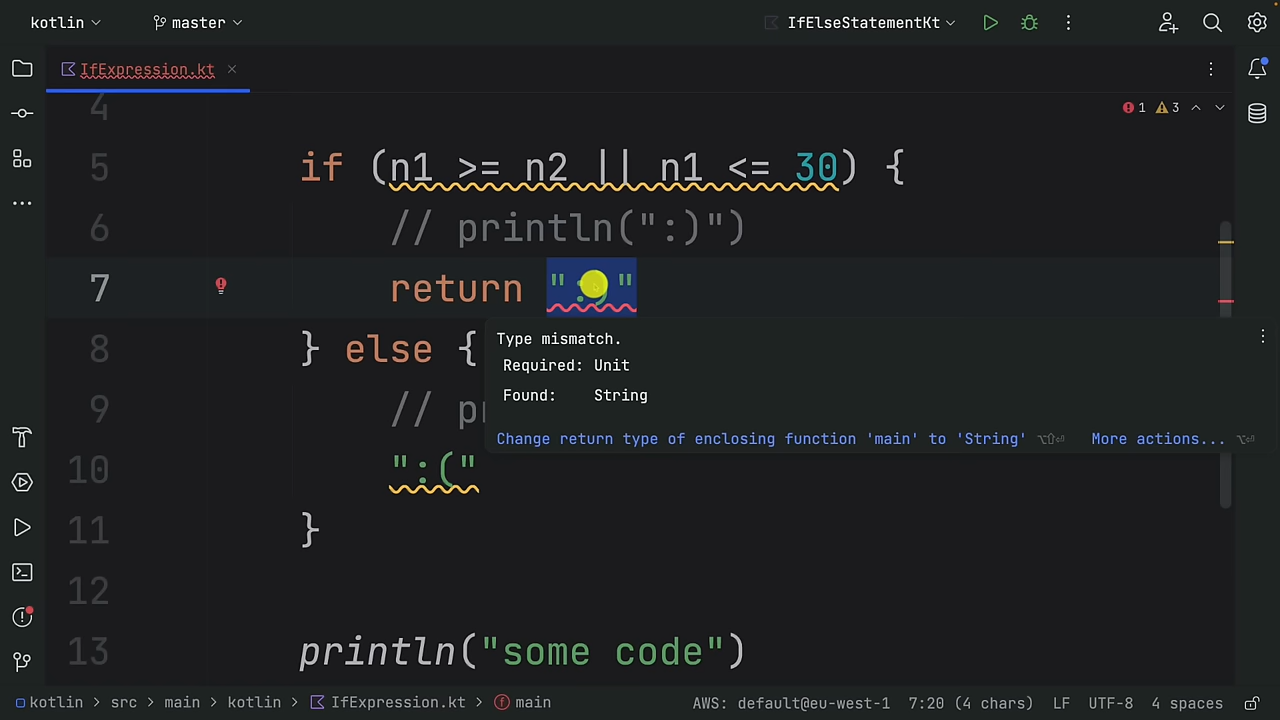 kotlin master IfElseStatementKt
IfExpression.kt
1 3
4
5 if (n1 >= n2 || n1 <= 30) {
6 // println(":)")
7 return ":)"
8 } else {
Type mismatch.
Required: Unit
Found: String
Change return type of enclosing function 'main' to 'String' ⌥⇧⏎ More actions... ⌥⏎
9 // pr
10 ":("
11 }
12
13 println("some code")
kotlin > src > main > kotlin > IfExpression.kt > main AWS: default@eu-west-1 7:20 (4 chars) LF UTF-8 4 spaces